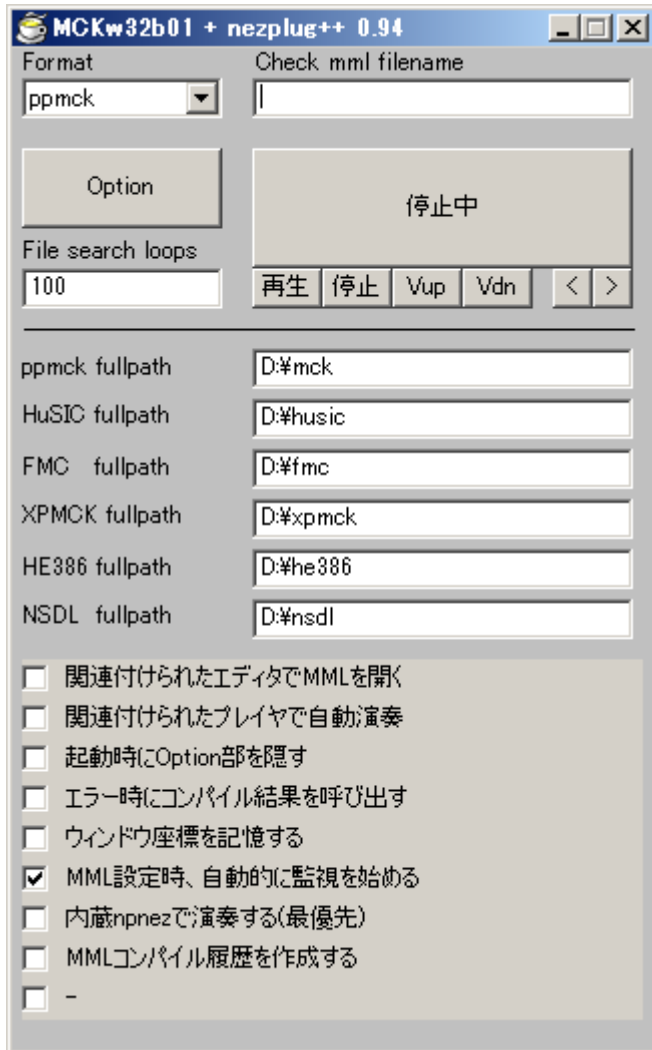 MCKw32b01 + nezplug++ 0.94
Format
Check mml filename
ppmck
Option
停止中
File search loops
100
再生 停止 Vup Vdn < >
ppmck fullpath D:¥mck
HuSIC fullpath D:¥husic
FMC fullpath D:¥fmc
XPMCK fullpath D:¥xpmck
HE386 fullpath D:¥he386
NSDL fullpath D:¥nsdl
関連付けられたエディタでMMLを開く
関連付けられたプレイヤで自動演奏
起動時にOption部を隠す
エラー時にコンパイル結果を呼び出す
ウィンドウ座標を記憶する
MML設定時、自動的に監視を始める
内蔵npnezで演奏する(最優先)
MMLコンパイル履歴を作成する
-